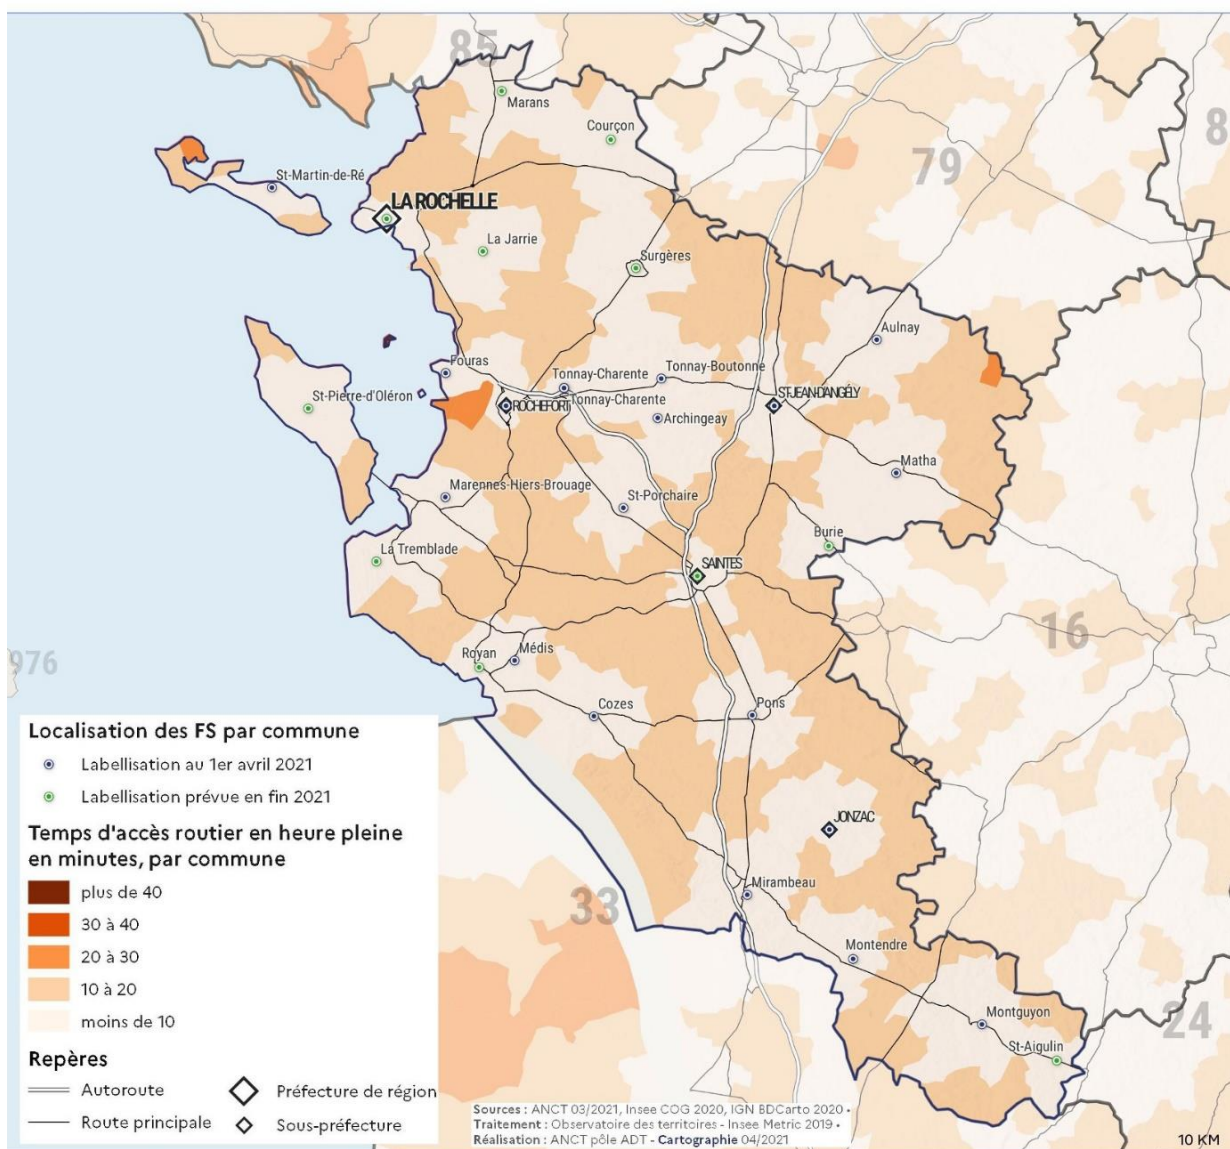 85
Marans
Courçon
79
8
St-Martin-de-Ré
LA ROCHELLE
La Jarrie
Surgères
Aulnay
Fouras
Tonnay-Charente
Tonnay-Boutonne
St-Pierre-d'Oléron
ROCHEFORT
Tonnay-Charente
ST-JEAN-D'ANGÉLY
Archingeay
Matha
Marennes-Hiers-Brouage
St-Porchaire
Burie
La Tremblade
SAINTES
16
976
Royan
Médis
Cozes
Pons
JONZAC
Mirambeau
33
Montendre
Montguyon
24
St-Aigulin
Localisation des FS par commune
Labellisation au 1er avril 2021
Labellisation prévue en fin 2021
Temps d'accès routier en heure pleine
en minutes, par commune
plus de 40
30 à 40
20 à 30
10 à 20
moins de 10
Repères
Autoroute
Préfecture de région
Route principale
Sous-préfecture
Sources : ANCT 03/2021, Insee COG 2020, IGN BDCarto 2020 •
Traitement : Observatoire des territoires - Insee Metric 2019 •
Réalisation : ANCT pôle ADT - Cartographie 04/2021
10 KM